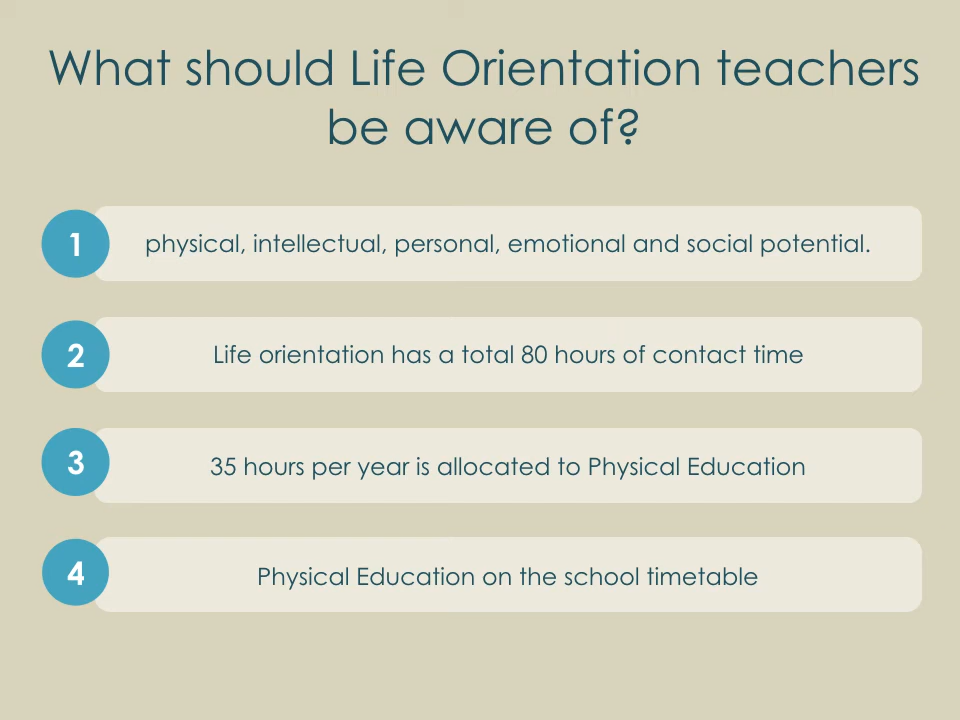 What should Life Orientation teachers
be aware of?
1
physical, intellectual, personal, emotional and social potential.
2
Life orientation has a total 80 hours of contact time
3
35 hours per year is allocated to Physical Education
4
Physical Education on the school timetable